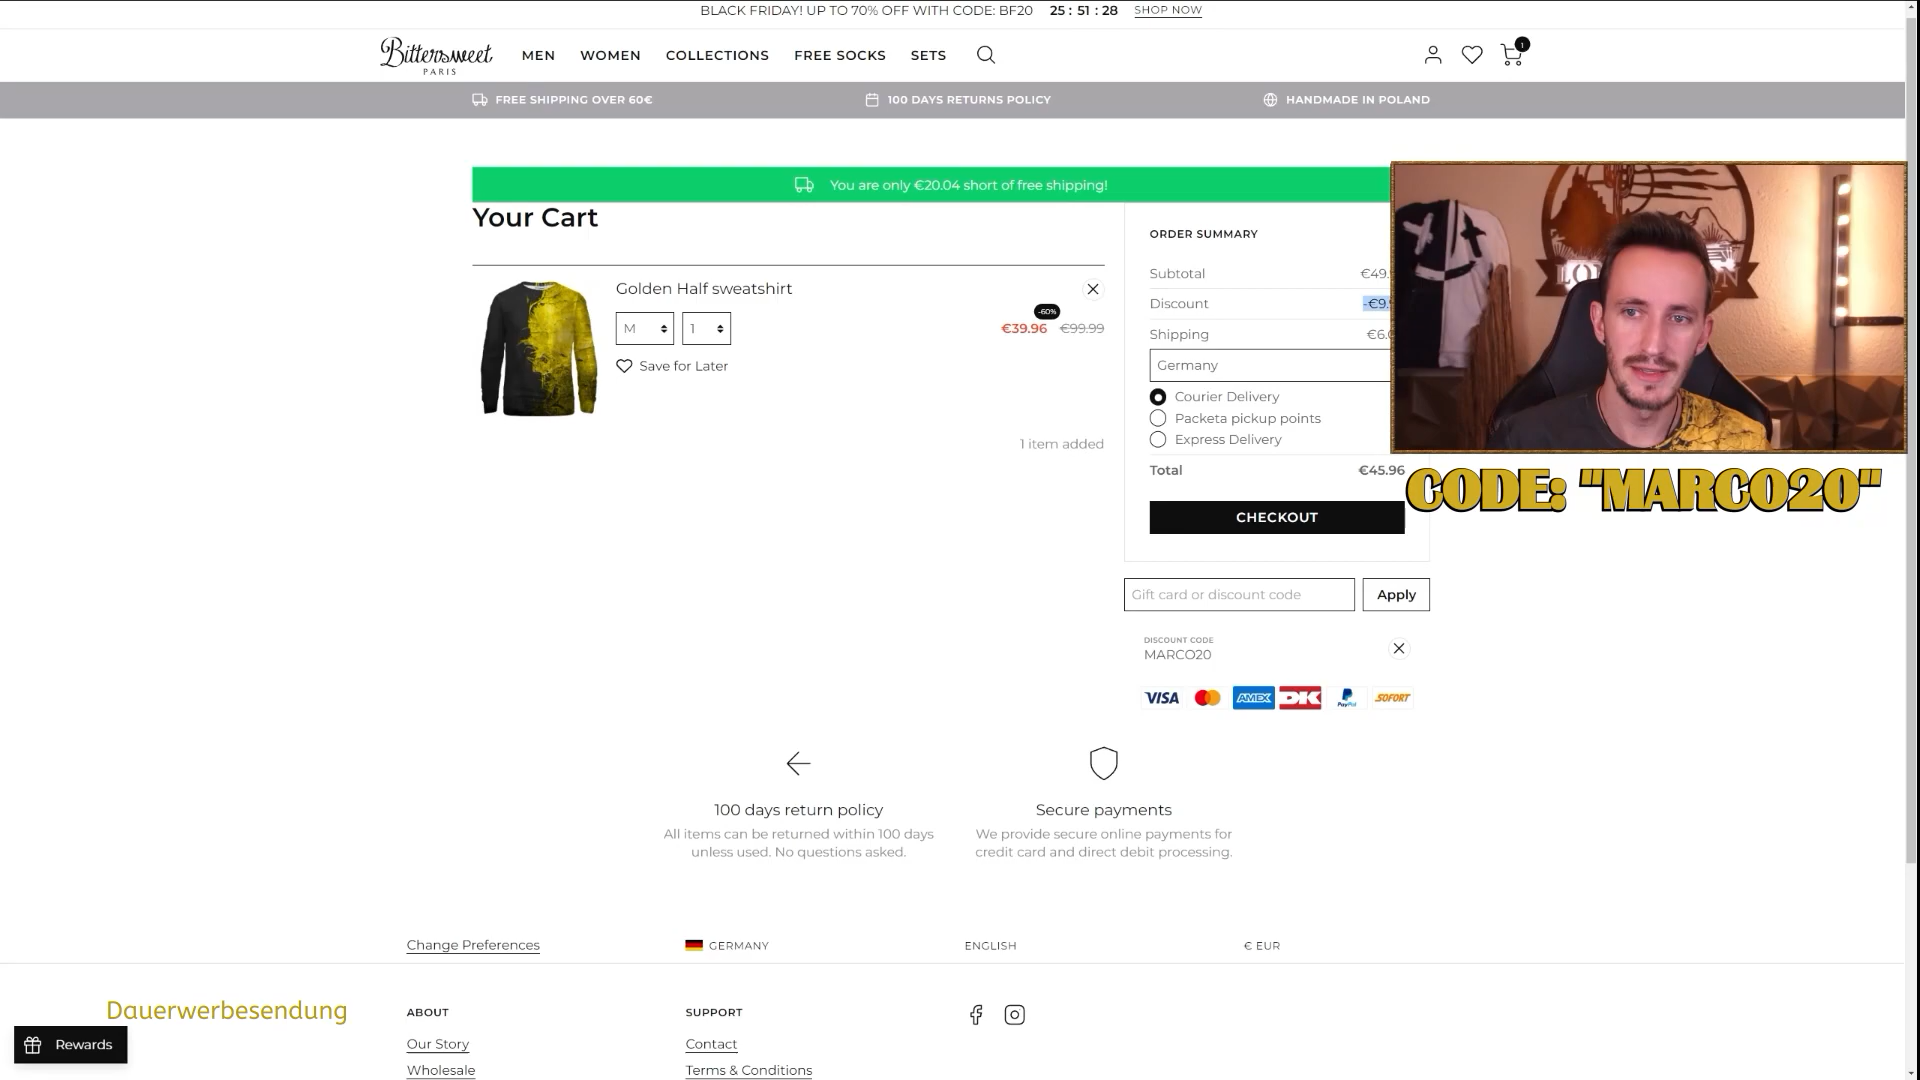 BLACK FRIDAY! UP TO 70% OFF WITH CODE: BF20 25 : 51 : 28 SHOP NOW
Bittersweet
PARIS
MEN WOMEN COLLECTIONS FREE SOCKS SETS
1
FREE SHIPPING OVER 60€ 100 DAYS RETURNS POLICY HANDMADE IN POLAND
You are only €20.04 short of free shipping!
Your Cart
Golden Half sweatshirt
M 1
-60%
€39.96 €99.99
Save for Later
1 item added
ORDER SUMMARY
Subtotal €49.
Discount -€9.
Shipping €6.
Germany
Courier Delivery
Packeta pickup points
Express Delivery
Total €45.96
CHECKOUT
CODE: "MARCO20"
Gift card or discount code Apply
DISCOUNT CODE
MARCO20
VISA AMEX DK PayPal SOFORT
100 days return policy
All items can be returned within 100 days
unless used. No questions asked.
Secure payments
We provide secure online payments for
credit card and direct debit processing.
Change Preferences GERMANY ENGLISH € EUR
Dauerwerbesendung
Rewards
ABOUT
Our Story
Wholesale
SUPPORT
Contact
Terms & Conditions